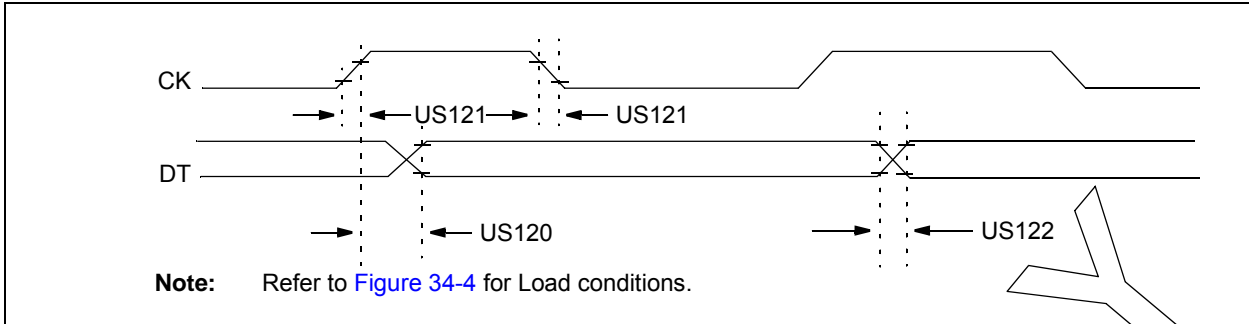 CK
US121 US121
DT
US120 US122
Note: Refer to Figure 34-4 for Load conditions.